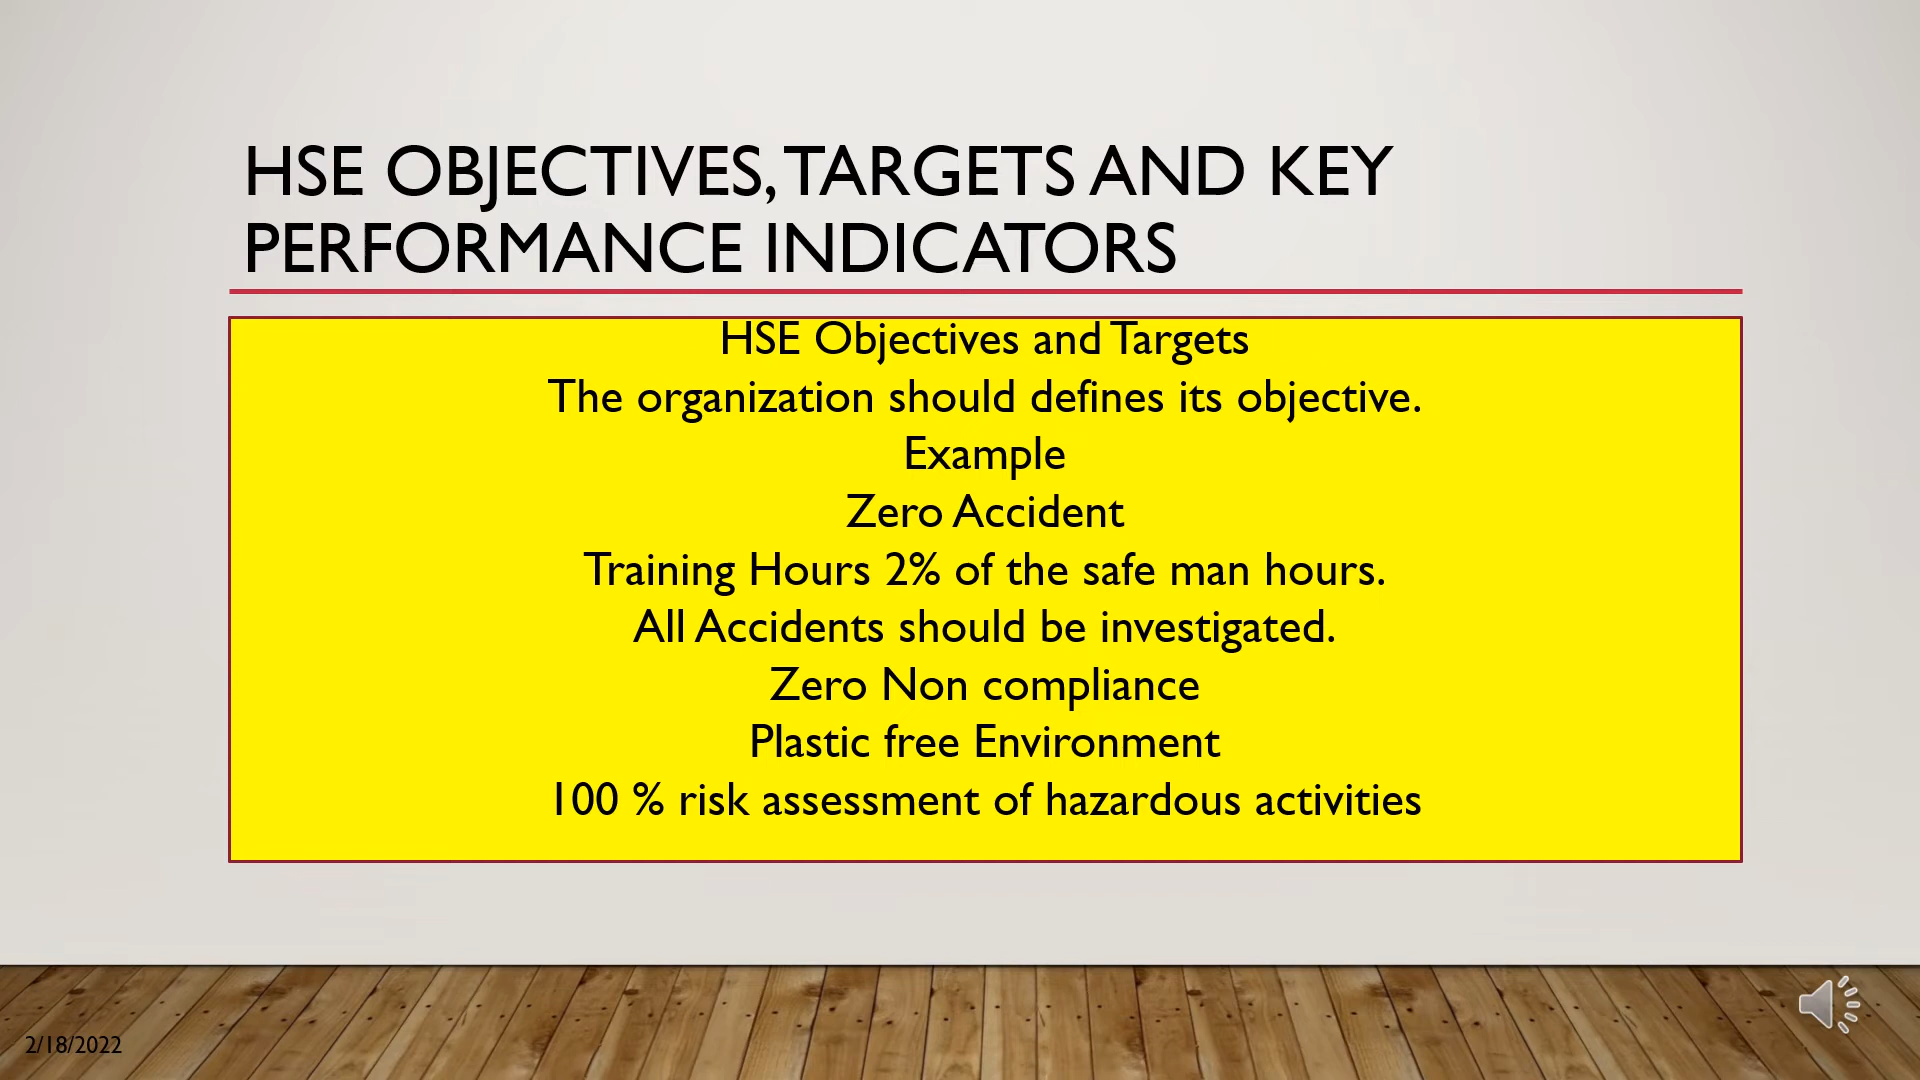 HSE OBJECTIVES, TARGETS AND KEY
PERFORMANCE INDICATORS
HSE Objectives and Targets
The organization should defines its objective.
Example
Zero Accident
Training Hours 2% of the safe man hours.
All Accidents should be investigated.
Zero Non compliance
Plastic free Environment
100 % risk assessment of hazardous activities
2/18/2022